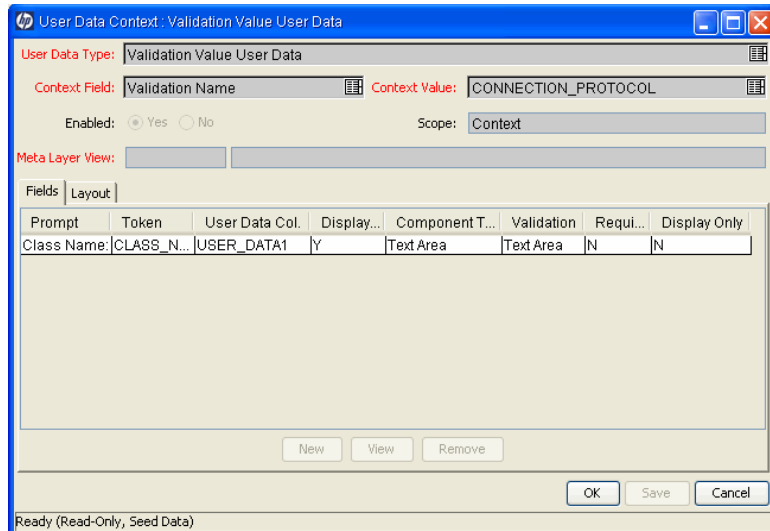 hp User Data Context : Validation Value User Data
User Data Type: Validation Value User Data
Context Field: Validation Name Context Value: CONNECTION_PROTOCOL
Enabled: Yes No Scope: Context
Meta Layer View:
Fields Layout
Prompt Token User Data Col. Display... Component T... Validation Requi... Display Only
Class Name: CLASS_N... USER_DATA1 Y Text Area Text Area N N
New View Remove
OK Save Cancel
Ready (Read-Only, Seed Data)